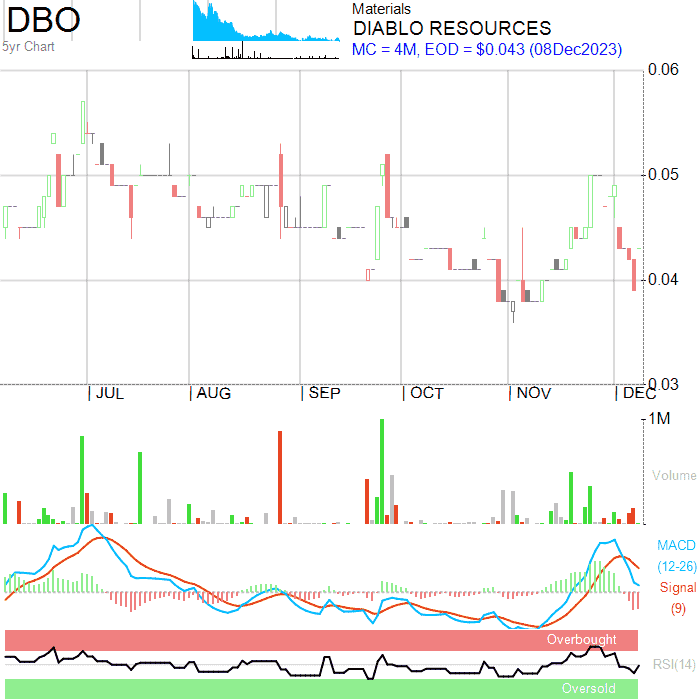 DBO
5yr Chart
Materials
DIABLO RESOURCES
MC = 4M, EOD = $0.043 (08Dec2023)
0.06
0.05
0.04
0.03
JUL AUG SEP OCT NOV DEC
1M
Volume
MACD
(12-26)
Signal
(9)
Overbought
RSI(14)
Oversold